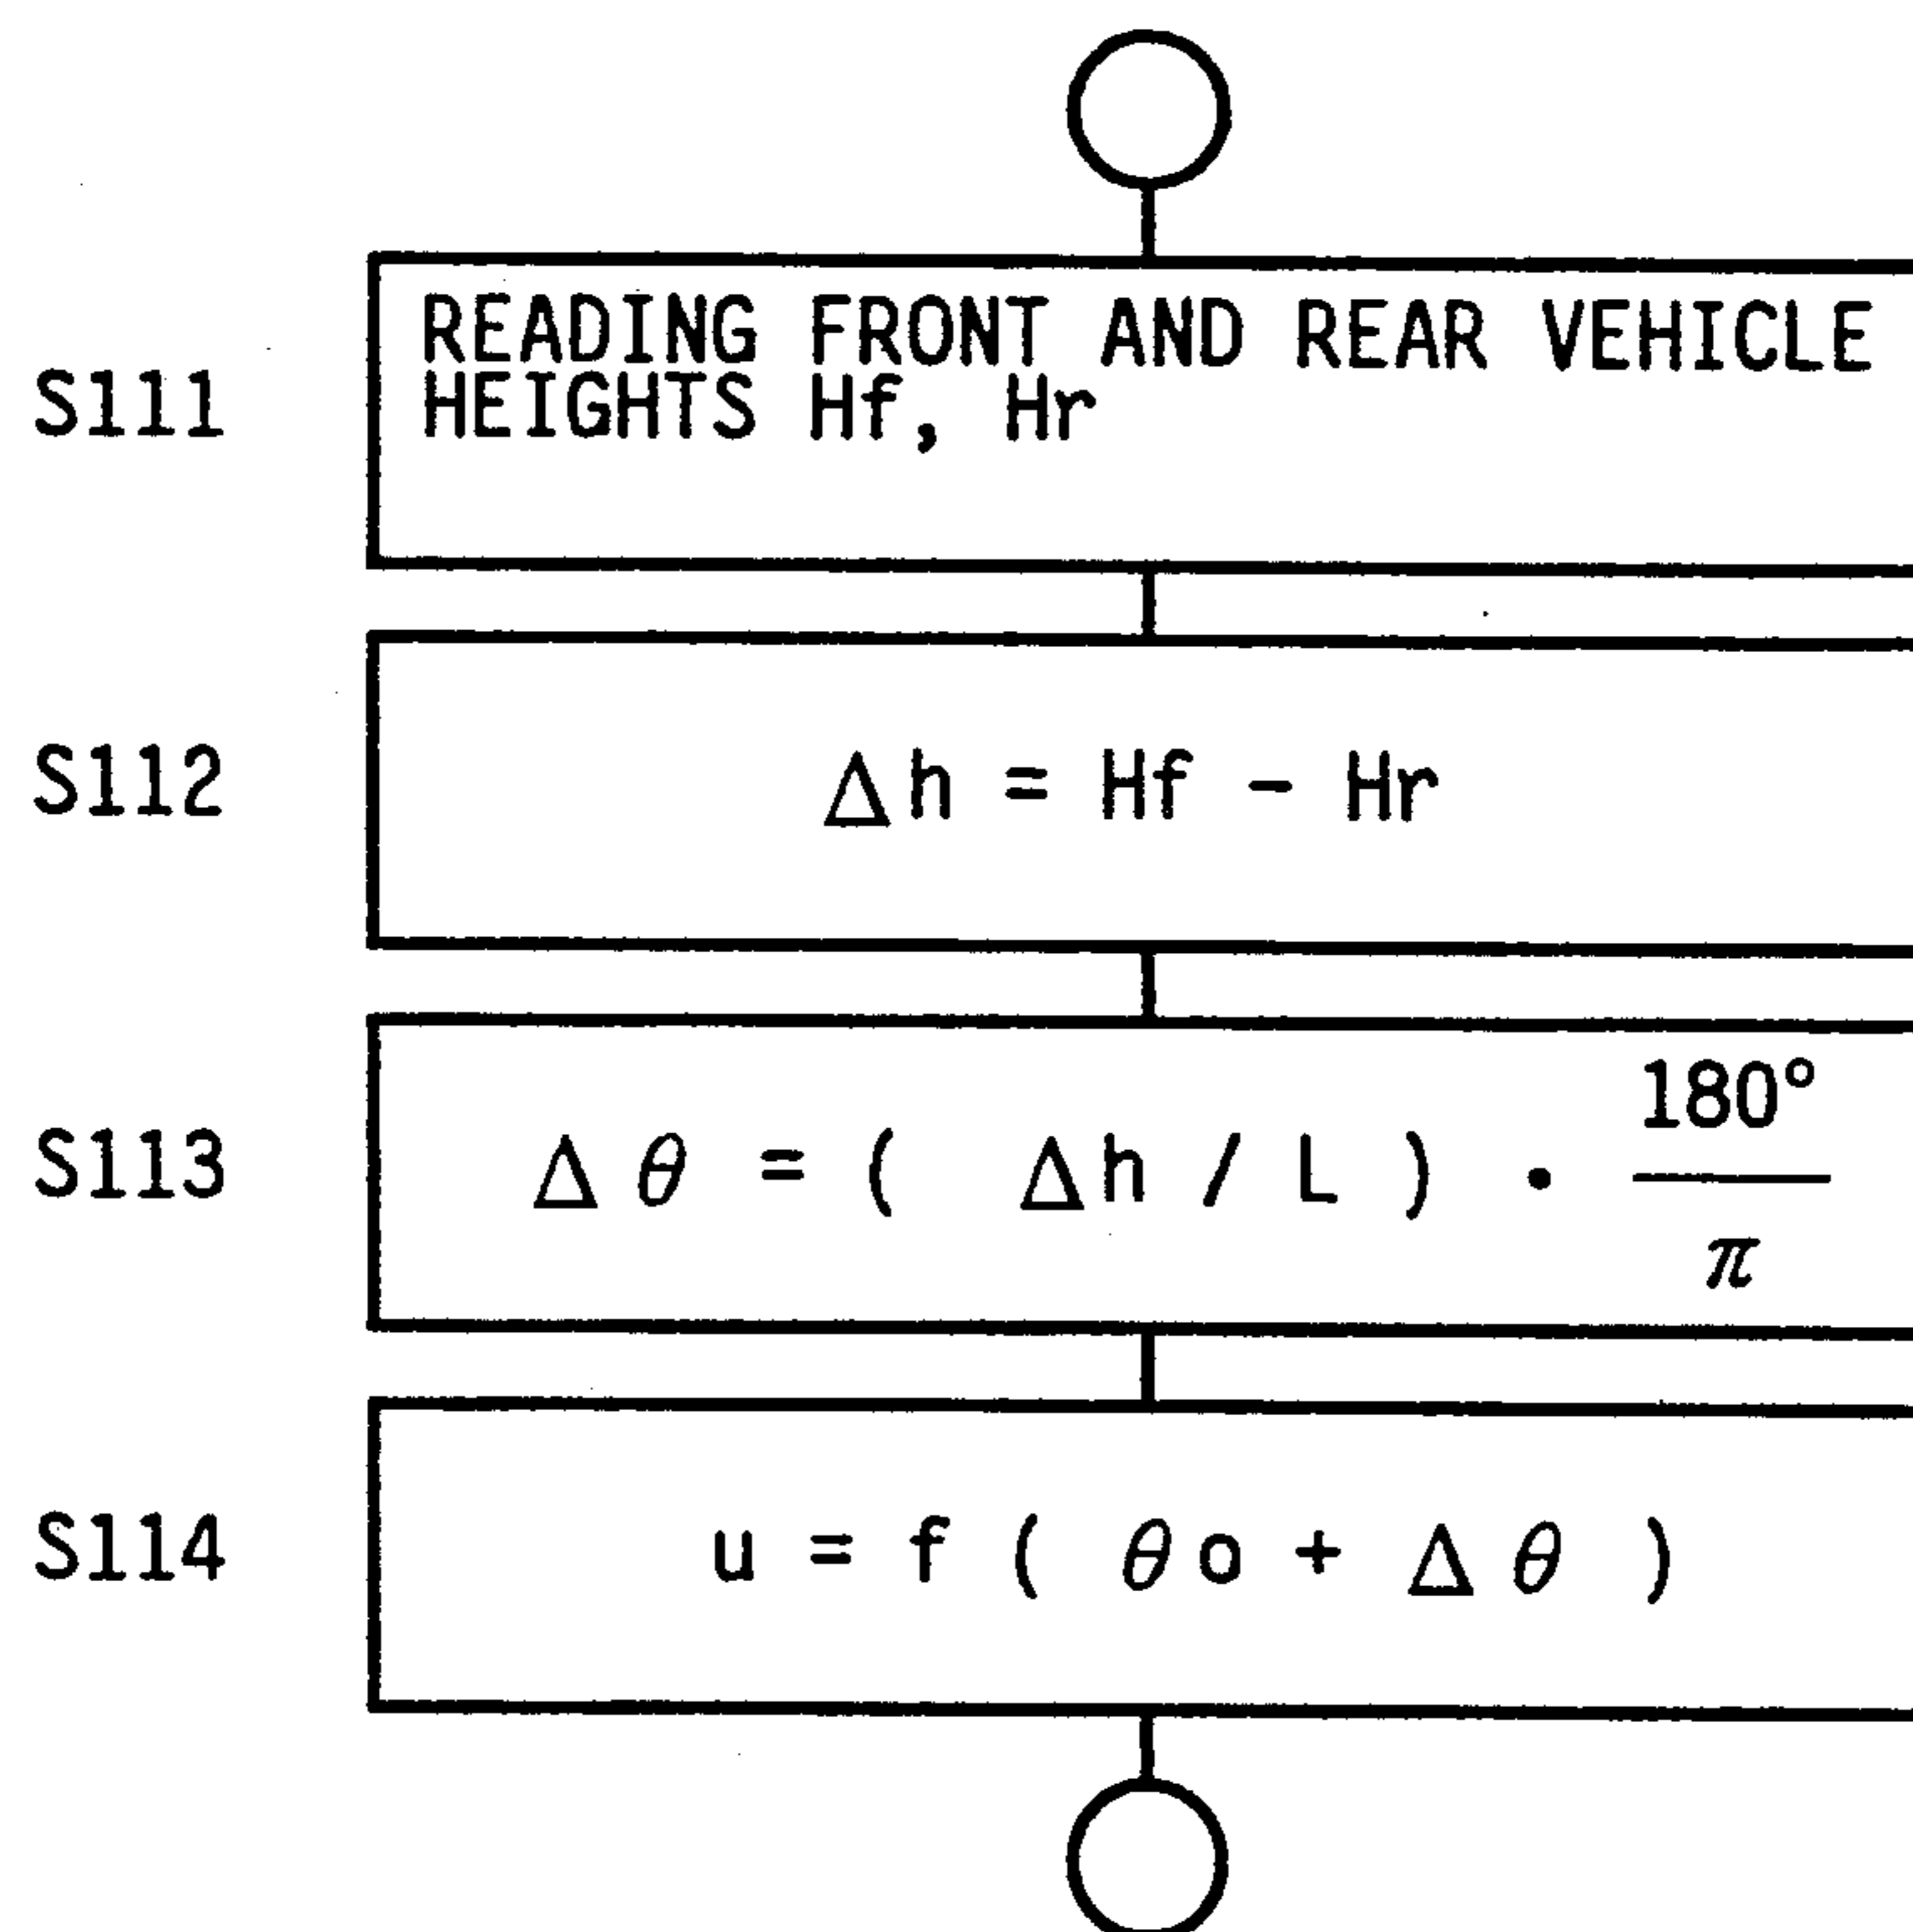 S111
READING FRONT AND REAR VEHICLE
HEIGHTS Hf, Hr
S112
Δh = Hf - Hr
S113
Δθ = ( Δh / L ) • 180° / π
S114
u = f ( θo + Δθ )